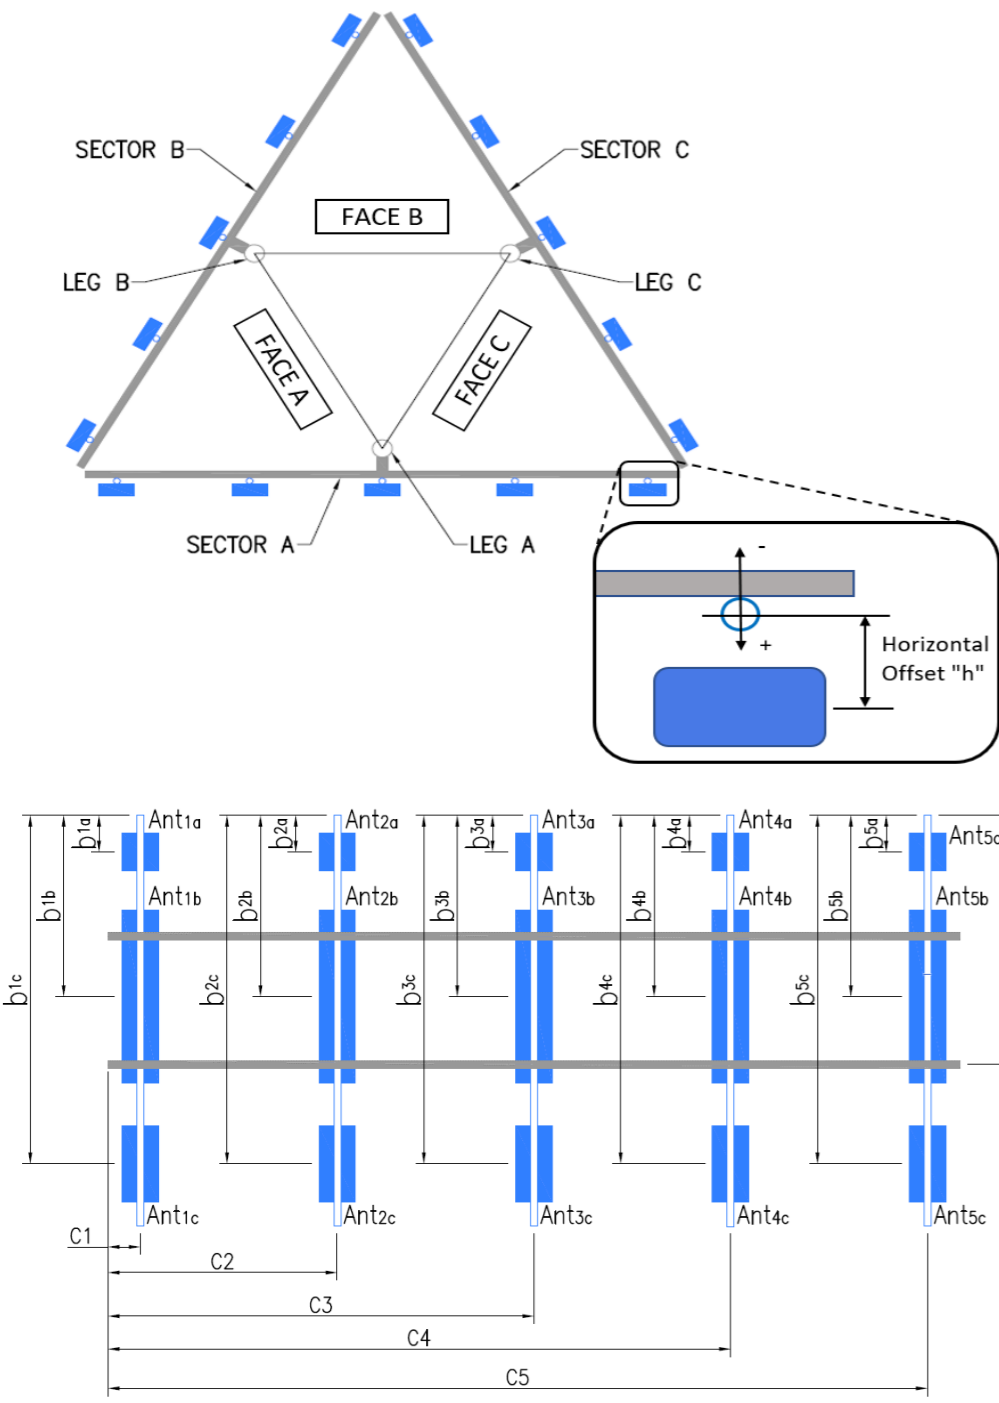 SECTOR B
SECTOR C
FACE B
LEG B
LEG C
FACE A
FACE C
SECTOR A
LEG A
-
+
Horizontal
Offset "h"
b1a
Ant1a
b2a
Ant2a
b3a
Ant3a
b4a
Ant4a
b5a
Ant5a
b1b
Ant1b
b2b
Ant2b
b3b
Ant3b
b4b
Ant4b
b5b
Ant5b
b1c
b2c
b3c
b4c
b5c
Ant1c
Ant2c
Ant3c
Ant4c
Ant5c
C1
C2
C3
C4
C5